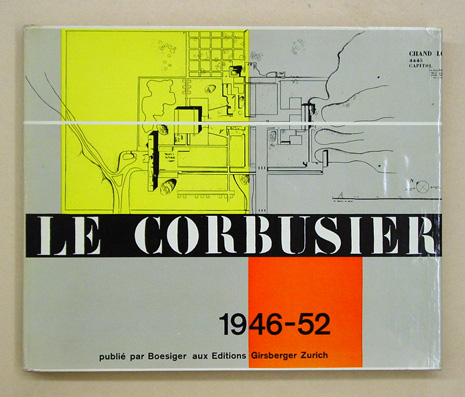 CHAND
CAPITOL
LE CORBUSIER
1946-52
publié par Boesiger aux Editions Girsberger Zurich